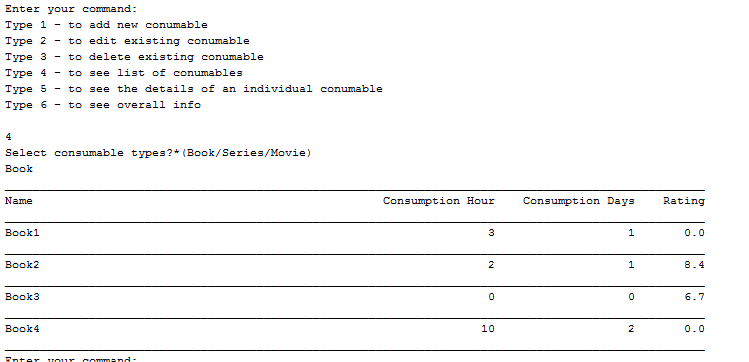 Enter your command:
Type 1 - to add new conumable
Type 2 - to edit existing conumable
Type 3 - to delete existing conumable
Type 4 - to see list of conumables
Type 5 - to see the details of an individual conumable
Type 6 - to see overall info
4
Select consumable types?*(Book/Series/Movie)
Book
Name Consumption Hour Consumption Days Rating
Book1 3 1 0.0
Book2 2 1 8.4
Book3 0 0 6.7
Book4 10 2 0.0
Enter your command: